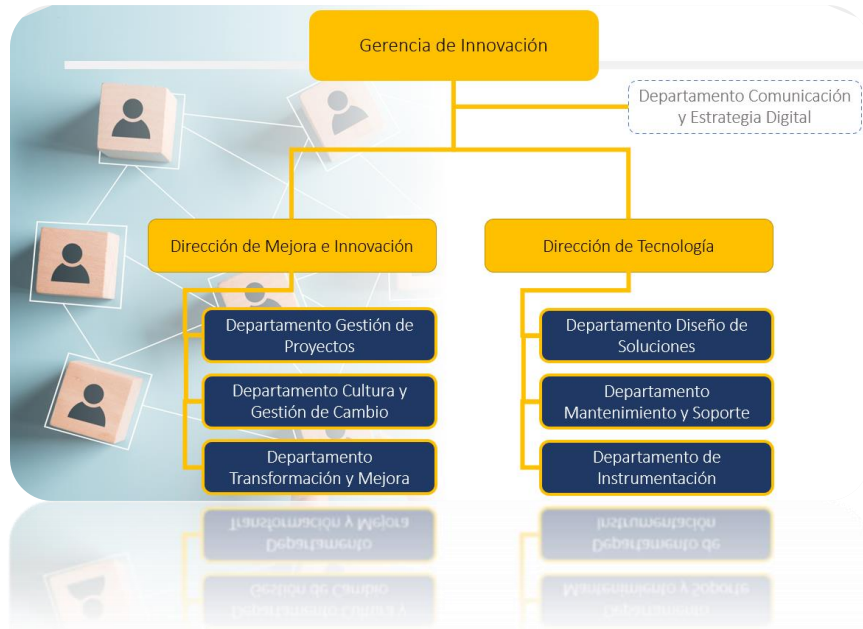 Gerencia de Innovación
Departamento Comunicación
y Estrategia Digital
Dirección de Mejora e Innovación
Dirección de Tecnología
Departamento Gestión de
Proyectos
Departamento Diseño de
Soluciones
Departamento Cultura y
Gestión de Cambio
Departamento
Mantenimiento y Soporte
Departamento
Transformación y Mejora
Departamento de
Instrumentación